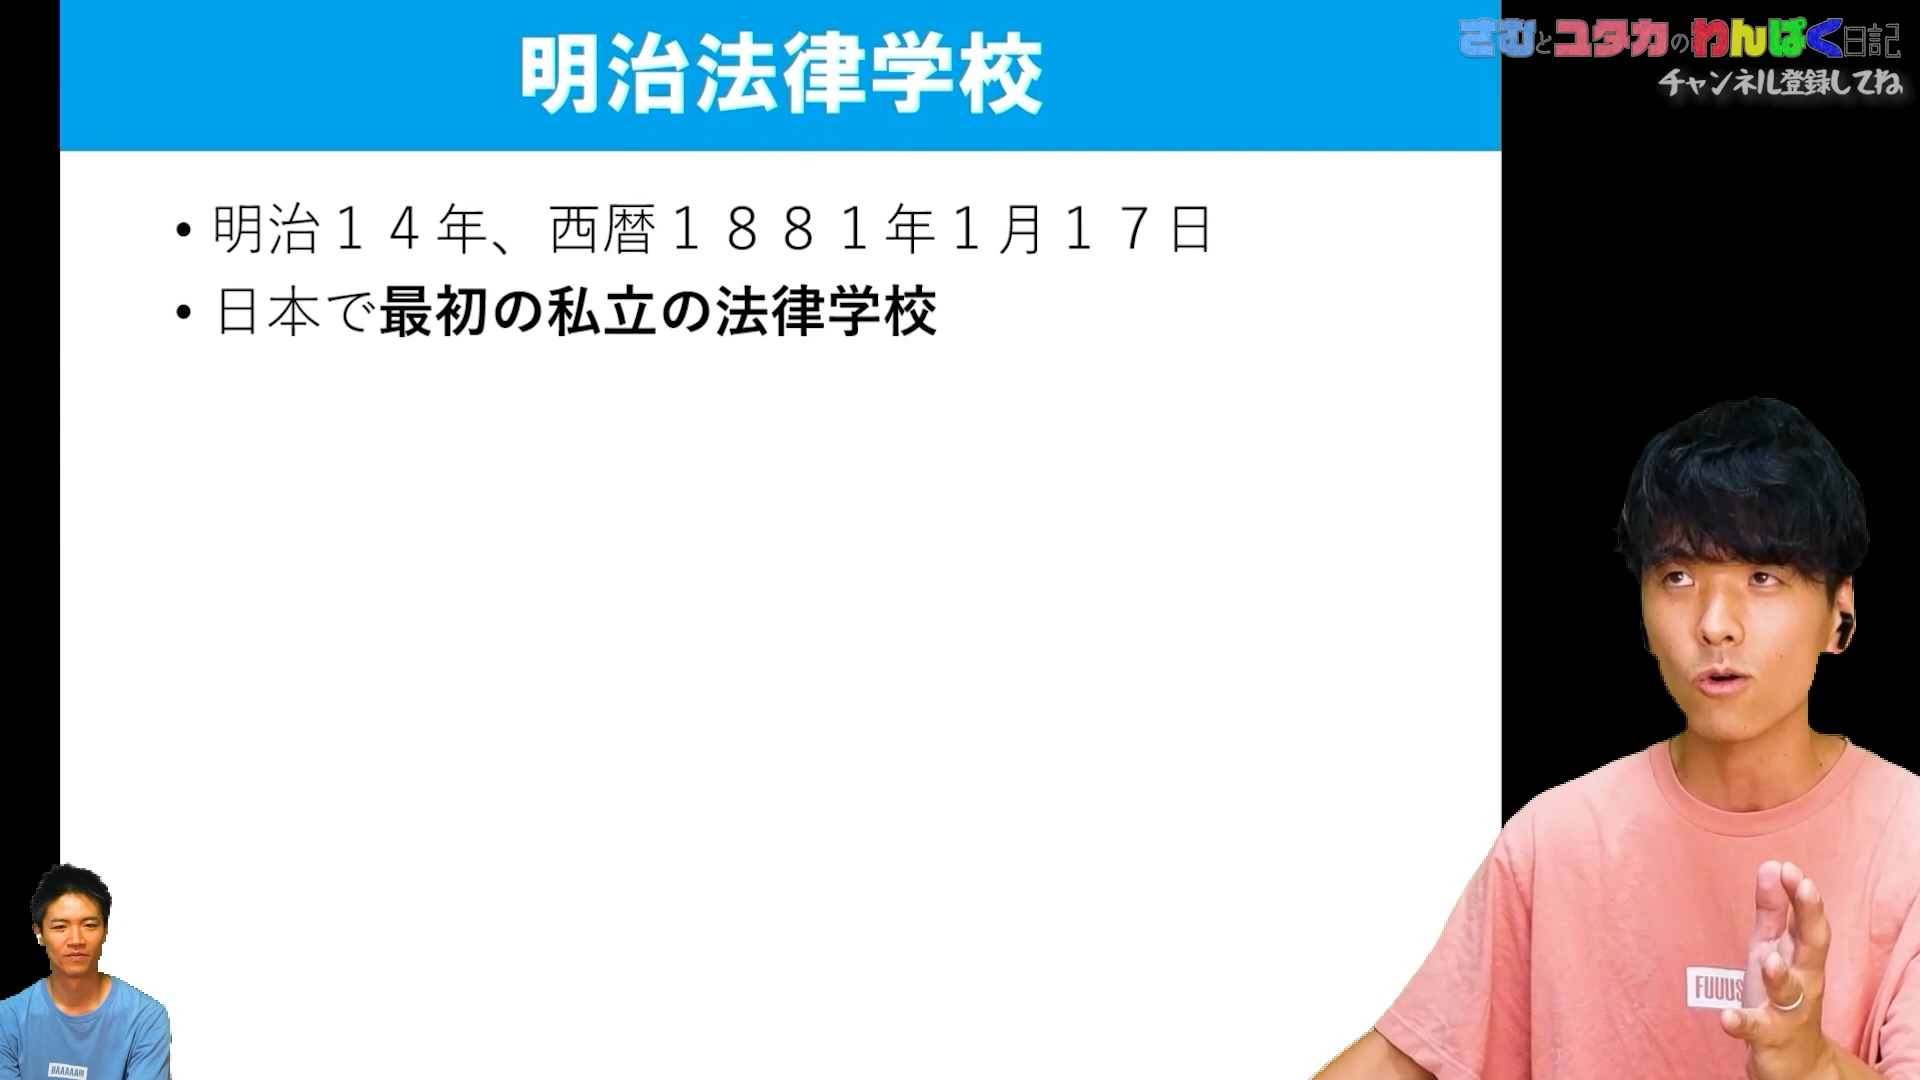 明治法律学校
さむとユタカのわんぱく日記
チャンネル登録してね
• 明治１４年、西暦１８８１年１月１７日
• 日本で最初の私立の法律学校
FUUUS
HAAAAA!!!